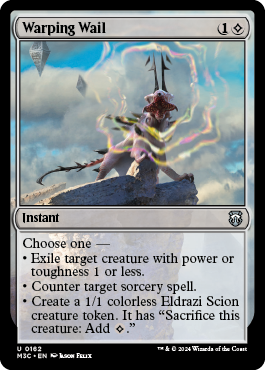 Warping Wail 1
Instant
Choose one —
• Exile target creature with power or
toughness 1 or less.
• Counter target sorcery spell.
• Create a 1/1 colorless Eldrazi Scion
creature token. It has “Sacrifice this
creature: Add .”
U 0162
M3C • EN Jason Felix
™ & © 2024 Wizards of the Coast